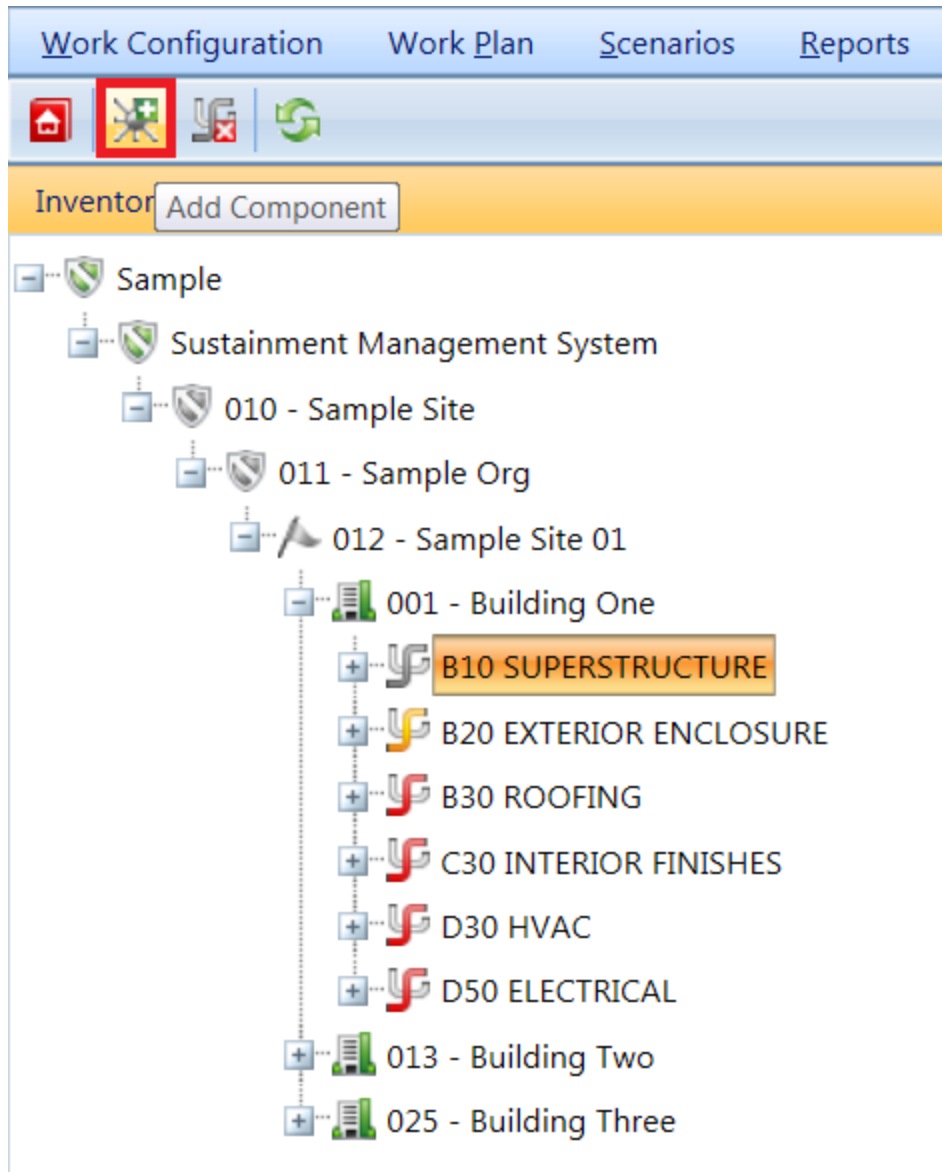 Work Configuration Work Plan Scenarios Reports
Inventor
Add Component
Sample
Sustainment Management System
010 - Sample Site
011 - Sample Org
012 - Sample Site 01
001 - Building One
B10 SUPERSTRUCTURE
B20 EXTERIOR ENCLOSURE
B30 ROOFING
C30 INTERIOR FINISHES
D30 HVAC
D50 ELECTRICAL
013 - Building Two
025 - Building Three